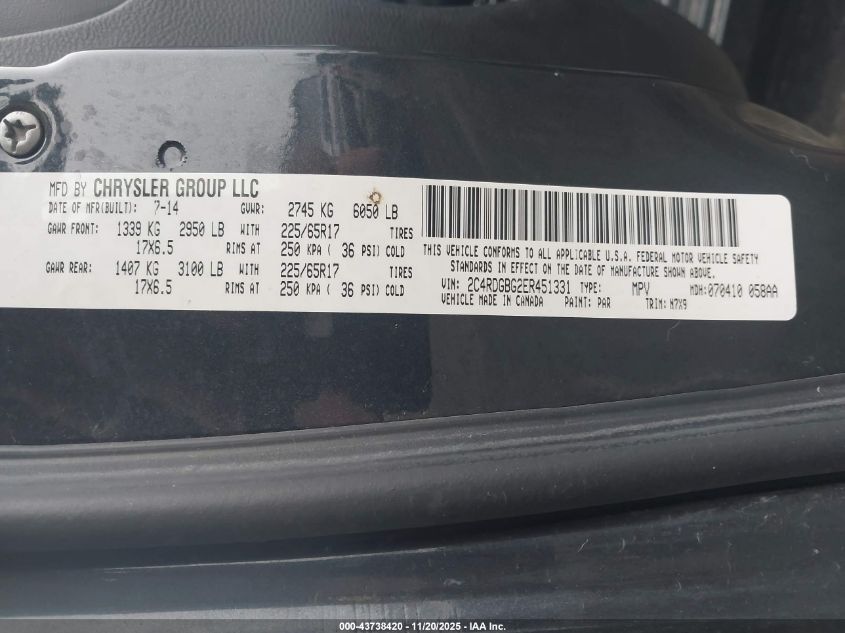 MFD BY CHRYSLER GROUP LLC
DATE OF MFR(BUILT): 7-14 GVWR: 2745 KG 6050 LB
GAWR FRONT: 1339 KG 2950 LB WITH 225/65R17 TIRES
17X6.5 RIMS AT 250 KPA ( 36 PSI) COLD
GAWR REAR: 1407 KG 3100 LB WITH 225/65R17 TIRES
17X6.5 RIMS AT 250 KPA ( 36 PSI) COLD
THIS VEHICLE CONFORMS TO ALL APPLICABLE U.S.A. FEDERAL MOTOR VEHICLE SAFETY
STANDARDS IN EFFECT ON THE DATE OF MANUFACTURE SHOWN ABOVE.
VIN: 2C4RDGBG2ER451331 TYPE: MPV MDH:070410 058AA
VEHICLE MADE IN CANADA PAINT: PAR TRIM: N7X9
000-43738420 - 11/20/2025 - IAA Inc.